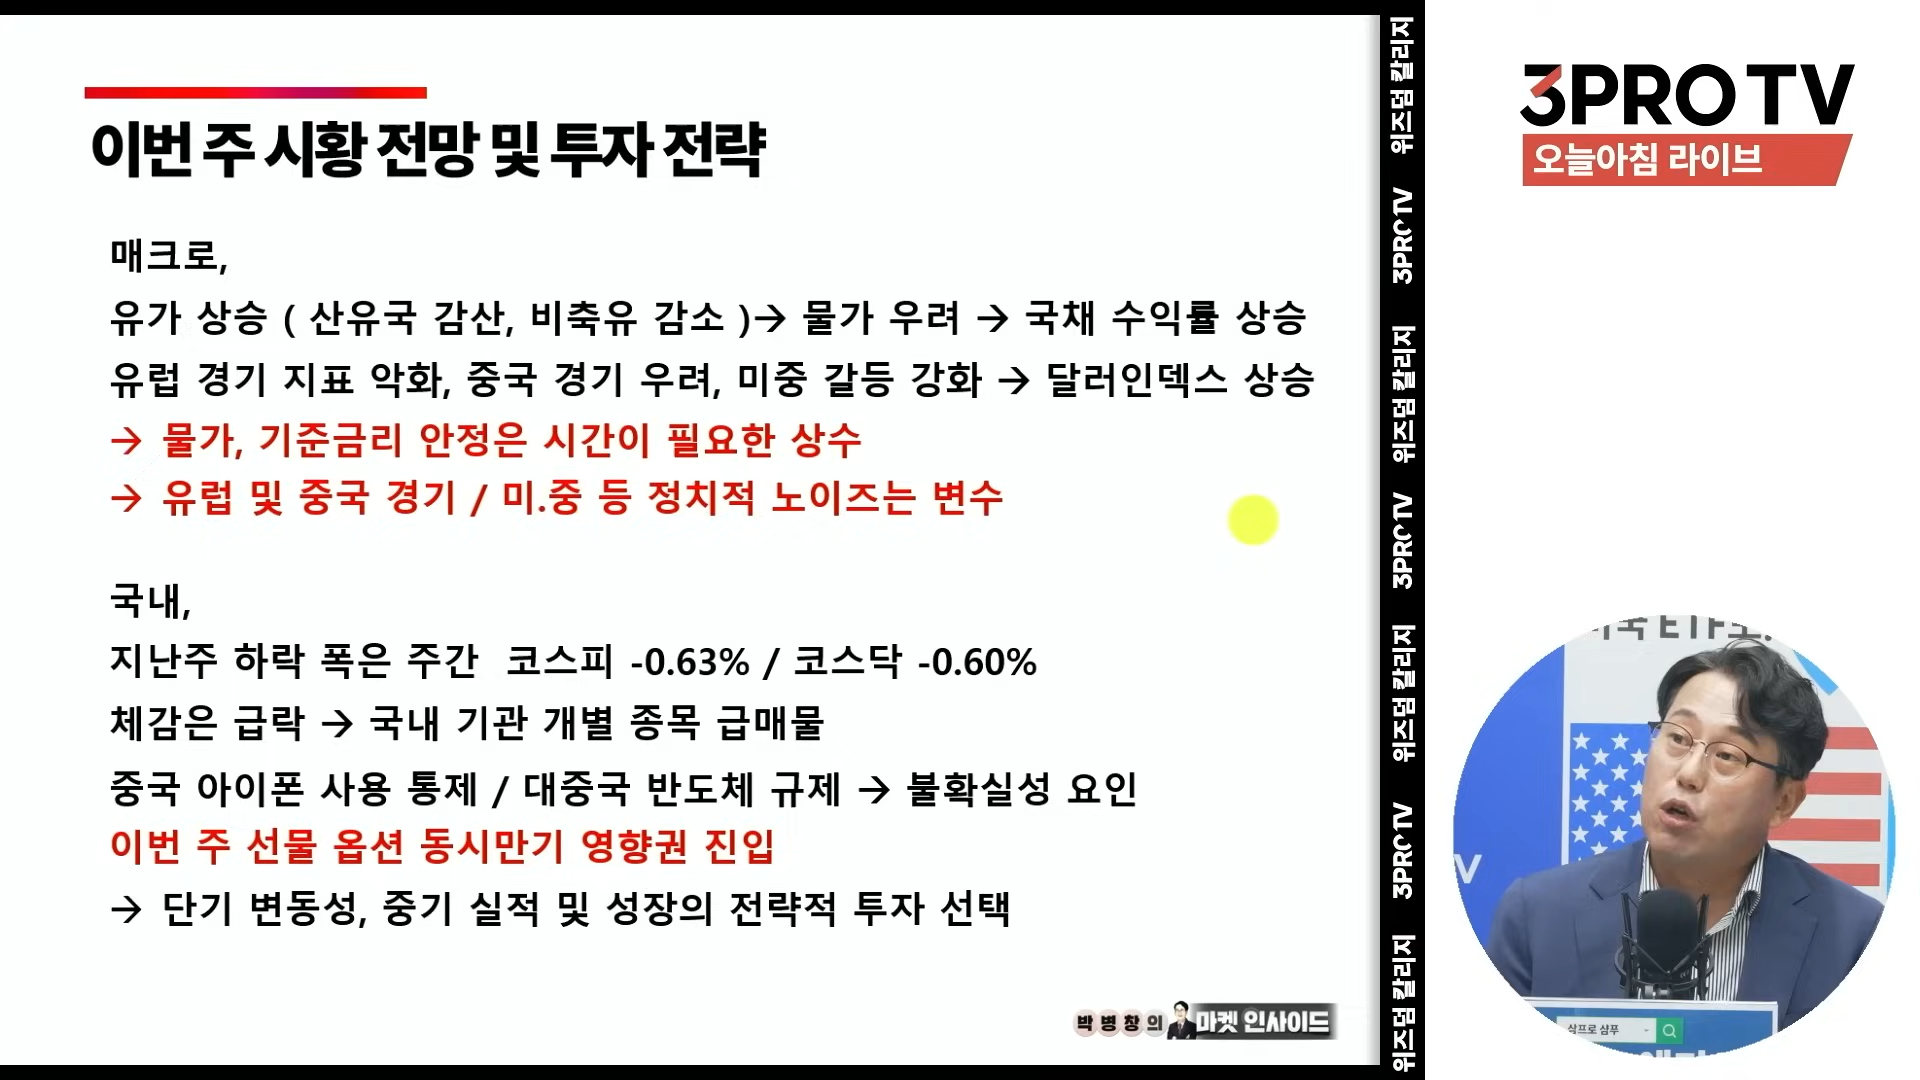 이번 주 시황 전망 및 투자 전략
매크로,
유가 상승 ( 산유국 감산, 비축유 감소 )→ 물가 우려 → 국채 수익률 상승
유럽 경기 지표 악화, 중국 경기 우려, 미중 갈등 강화 → 달러인덱스 상승
→ 물가, 기준금리 안정은 시간이 필요한 상수
→ 유럽 및 중국 경기 / 미.중 등 정치적 노이즈는 변수
국내,
지난주 하락 폭은 주간 코스피 -0.63% / 코스닥 -0.60%
체감은 급락 → 국내 기관 개별 종목 급매물
중국 아이폰 사용 통제 / 대중국 반도체 규제 → 불확실성 요인
이번 주 선물 옵션 동시만기 영향권 진입
→ 단기 변동성, 중기 실적 및 성장의 전략적 투자 선택
박병창의 마켓 인사이드
위즈덤 칼리지
3PROTV
위즈덤 칼리지
3PROTV
위즈덤 칼리지
3PROTV
위즈덤 칼리지
3PRO TV
오늘아침 라이브
V
삼프로 샴푸